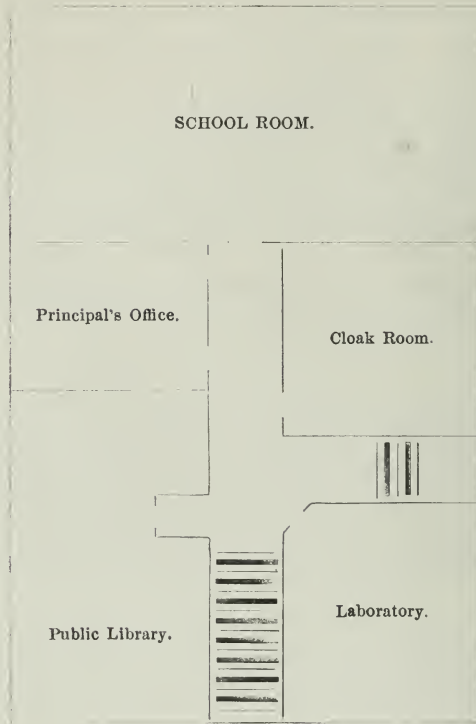 SCHOOL ROOM.
Principal's Office.
Cloak Room.
Public Library.
Laboratory.